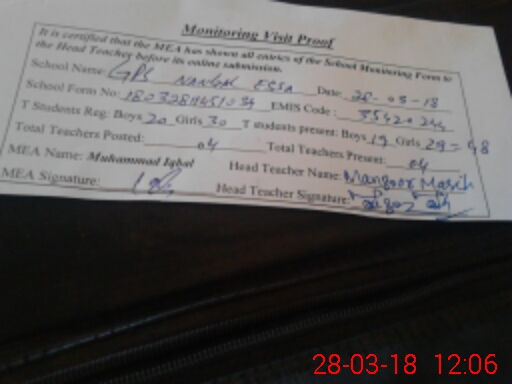 Monitoring Visit Proof
It is certified that the MEA has shown all entries of the School Monitoring Form to
the Head Teacher before its online submission.
School Name: GPS NANGAL ESSA Date: 28-03-18
School Form No: EMIS Code:
T Students Reg: Boys 20 Girls 30 T students present: Boys 19 Girls 29 = 48
Total Teachers Posted: 04 Total Teachers Present: 04
MEA Name: Muhammad Iqbal Head Teacher Name: Manzoor Masih
MEA Signature: Head Teacher Signature:
28-03-18 12:06